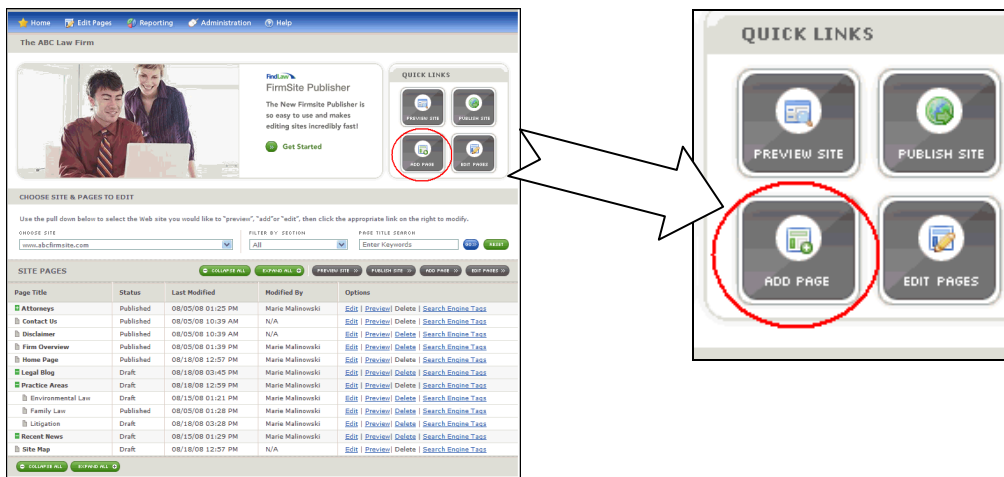 Home Edit Pages Reporting Administration Help
The ABC Law Firm
FindLaw
FirmSite Publisher
The New Firmsite Publisher is
so easy to use and makes
editing sites incredibly fast!
Get Started
QUICK LINKS
PREVIEW SITE PUBLISH SITE
ADD PAGE EDIT PAGES
CHOOSE SITE & PAGES TO EDIT
Use the pull down below to select the Web site you would like to "preview", "add"or "edit", then click the appropriate link on the right to modify.
CHOOSE SITE FILTER BY SECTION PAGE TITLE SEARCH
www.abcfirmsite.com All Enter Keywords GO RESET
SITE PAGES COLLAPSE ALL EXPAND ALL PREVIEW SITE PUBLISH SITE ADD PAGE EDIT PAGES
Page Title Status Last Modified Modified By Options
Attorneys Published 08/05/08 01:25 PM Marie Malinowski Edit | Preview| Delete | Search Engine Tags
Contact Us Published 08/05/08 10:39 AM N/A Edit | Preview| Delete | Search Engine Tags
Disclaimer Published 08/05/08 10:39 AM N/A Edit | Preview| Delete | Search Engine Tags
Firm Overview Published 08/05/08 01:39 PM Marie Malinowski Edit | Preview| Delete | Search Engine Tags
Home Page Published 08/18/08 12:57 PM Marie Malinowski Edit | Preview| Delete | Search Engine Tags
Legal Blog Draft 08/18/08 03:45 PM Marie Malinowski Edit | Preview| Delete | Search Engine Tags
Practice Areas Draft 08/18/08 12:59 PM Marie Malinowski Edit | Preview| Delete | Search Engine Tags
Environmental Law Draft 08/15/08 01:21 PM Marie Malinowski Edit | Preview| Delete | Search Engine Tags
Family Law Published 08/05/08 01:28 PM Marie Malinowski Edit | Preview| Delete | Search Engine Tags
Litigation Draft 08/18/08 03:28 PM Marie Malinowski Edit | Preview| Delete | Search Engine Tags
Recent News Draft 08/15/08 01:29 PM Marie Malinowski Edit | Preview| Delete | Search Engine Tags
Site Map Draft 08/18/08 12:57 PM N/A Edit | Preview| Delete | Search Engine Tags
COLLAPSE ALL EXPAND ALL
QUICK LINKS
PREVIEW SITE PUBLISH SITE
ADD PAGE EDIT PAGES